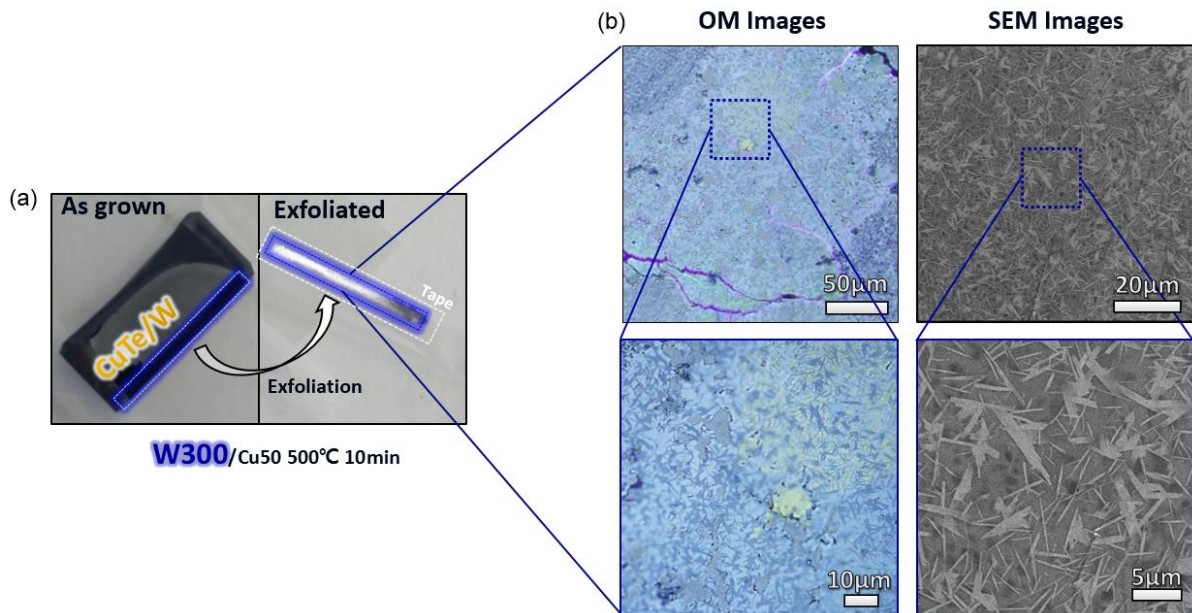 (a)
As grown
Exfoliated
CuTe/W
Tape
Exfoliation
W300/Cu50 500℃ 10min
(b)
OM Images
SEM Images
50μm
20μm
10μm
5μm